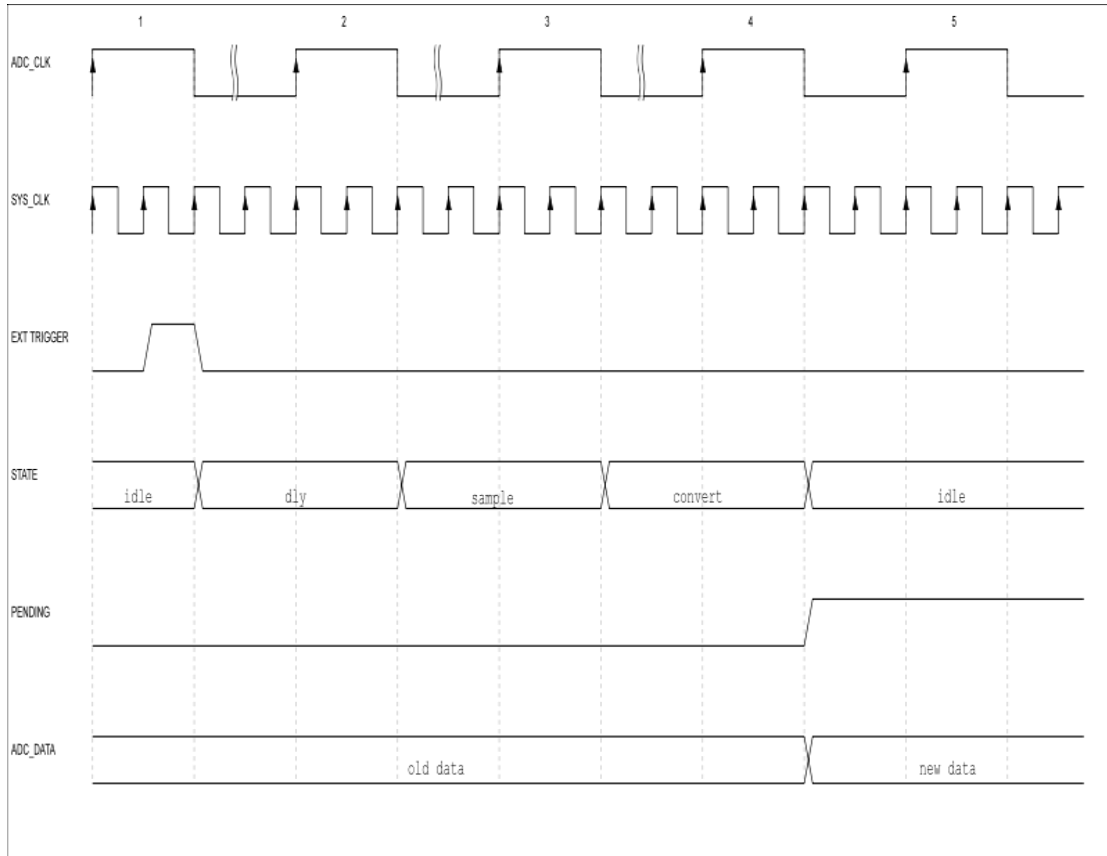 1 2 3 4 5
ADC_CLK
SYS_CLK
EXT TRIGGER
STATE
idle dly sample convert idle
PENDING
ADC_DATA
old data new data